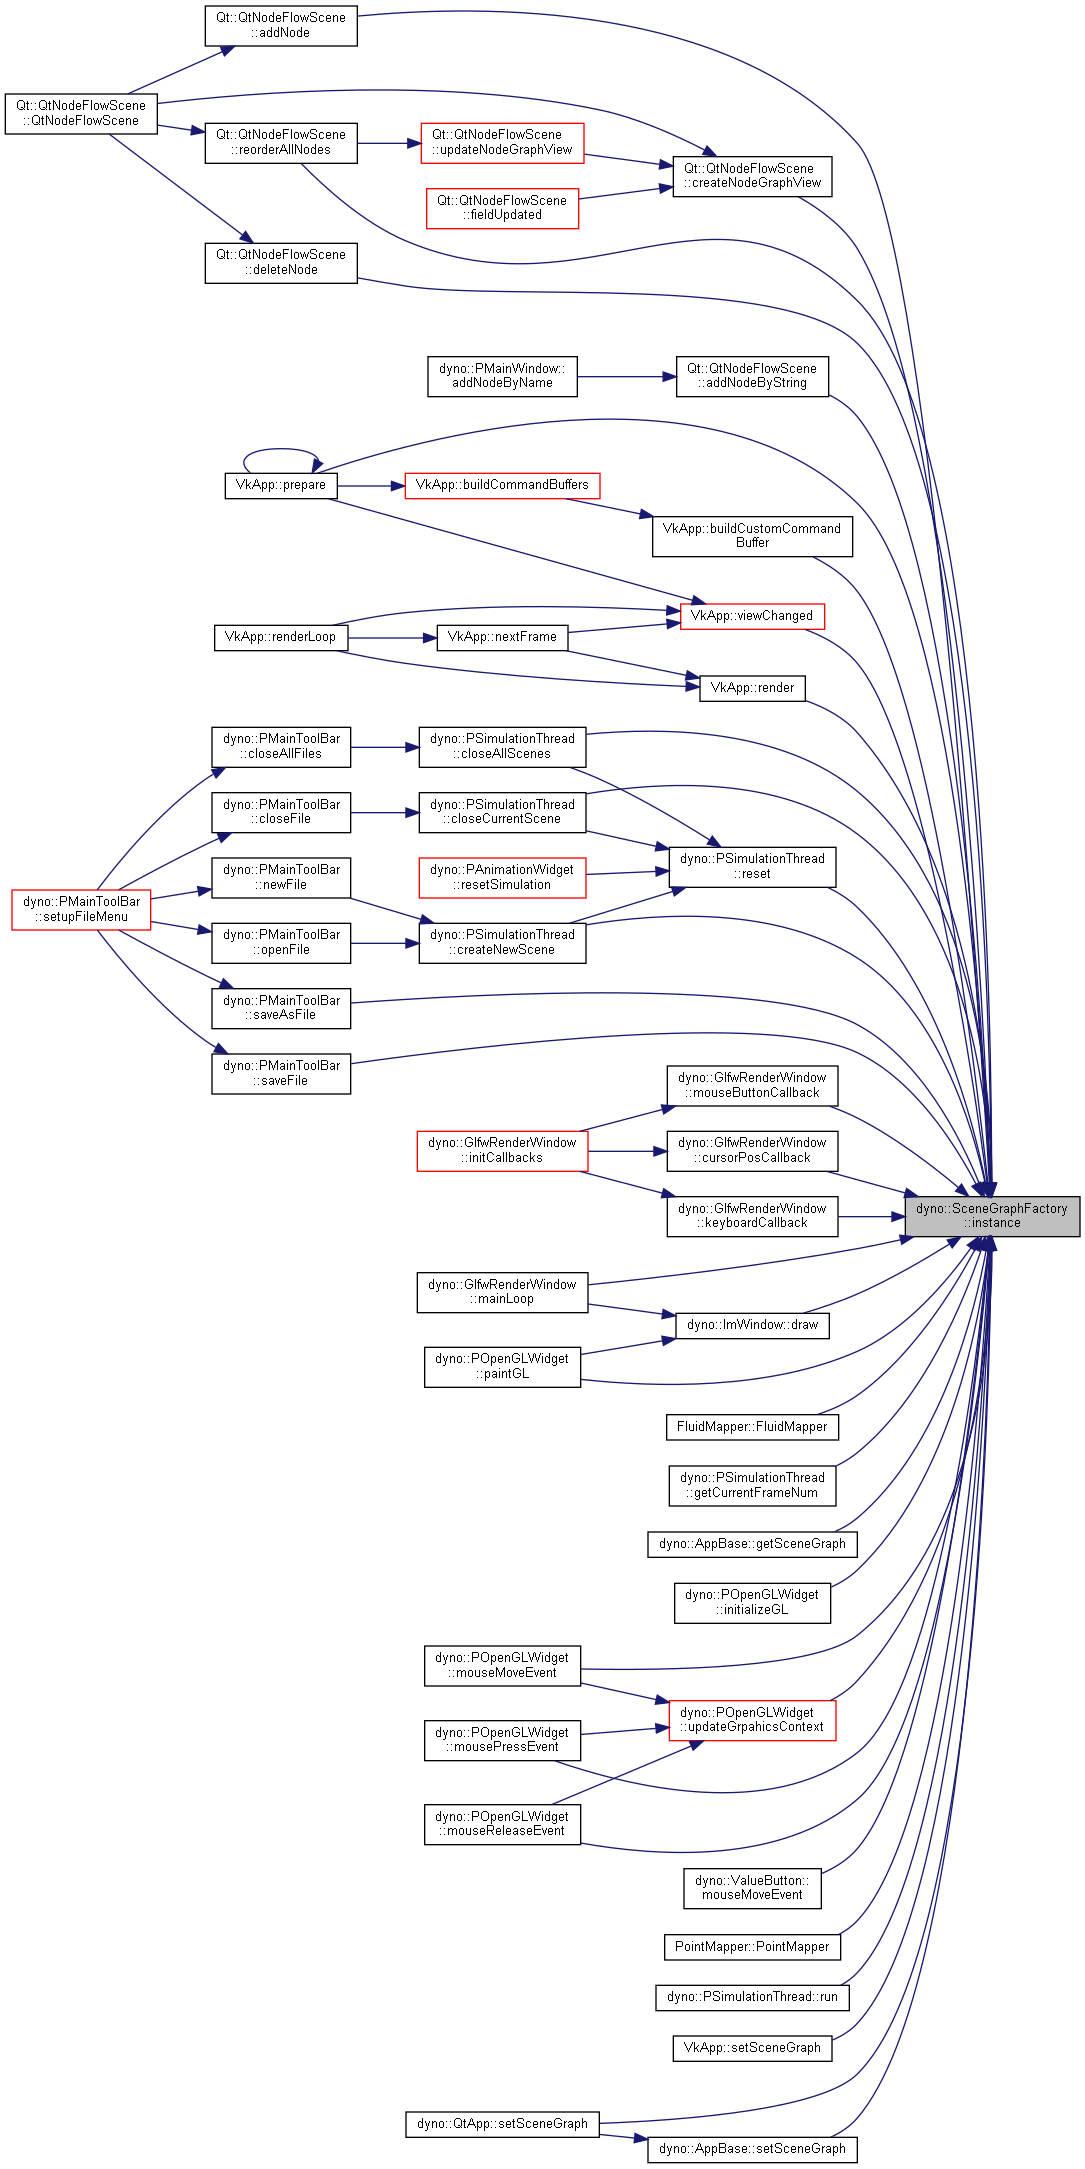 Qt::QtNodeFlowScene
::addNode
Qt::QtNodeFlowScene
::QtNodeFlowScene
Qt::QtNodeFlowScene
::reorderAllNodes
Qt::QtNodeFlowScene
::updateNodeGraphView
Qt::QtNodeFlowScene
::createNodeGraphView
Qt::QtNodeFlowScene
::fieldUpdated
Qt::QtNodeFlowScene
::deleteNode
dyno::PMainWindow::
addNodeByName
Qt::QtNodeFlowScene
::addNodeByString
VkApp::prepare
VkApp::buildCommandBuffers
VkApp::buildCustomCommand
Buffer
VkApp::viewChanged
VkApp::renderLoop
VkApp::nextFrame
VkApp::render
dyno::PMainToolBar
::closeAllFiles
dyno::PSimulationThread
::closeAllScenes
dyno::PMainToolBar
::closeFile
dyno::PSimulationThread
::closeCurrentScene
dyno::PSimulationThread
::reset
dyno::PMainToolBar
::newFile
dyno::PAnimationWidget
::resetSimulation
dyno::PMainToolBar
::setupFileMenu
dyno::PMainToolBar
::openFile
dyno::PSimulationThread
::createNewScene
dyno::PMainToolBar
::saveAsFile
dyno::PMainToolBar
::saveFile
dyno::GlfwRenderWindow
::mouseButtonCallback
dyno::GlfwRenderWindow
::initCallbacks
dyno::GlfwRenderWindow
::cursorPosCallback
dyno::GlfwRenderWindow
::keyboardCallback
dyno::SceneGraphFactory
::instance
dyno::GlfwRenderWindow
::mainLoop
dyno::ImWindow::draw
dyno::POpenGLWidget
::paintGL
FluidMapper::FluidMapper
dyno::PSimulationThread
::getCurrentFrameNum
dyno::AppBase::getSceneGraph
dyno::POpenGLWidget
::initializeGL
dyno::POpenGLWidget
::mouseMoveEvent
dyno::POpenGLWidget
::updateGrpahicsContext
dyno::POpenGLWidget
::mousePressEvent
dyno::POpenGLWidget
::mouseReleaseEvent
dyno::ValueButton::
mouseMoveEvent
PointMapper::PointMapper
dyno::PSimulationThread::run
VkApp::setSceneGraph
dyno::QtApp::setSceneGraph
dyno::AppBase::setSceneGraph